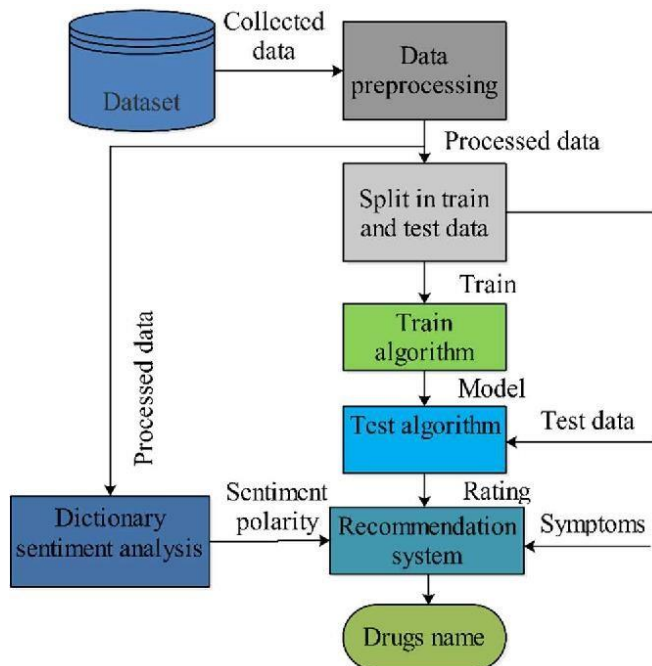 Collected
data
Dataset
Data
preprocessing
Processed data
Split in train
and test data
Train
Train
algorithm
Model
Test algorithm
Test data
Processed data
Rating
Sentiment
polarity
Dictionary
sentiment analysis
Recommendation
system
Symptoms
Drugs name